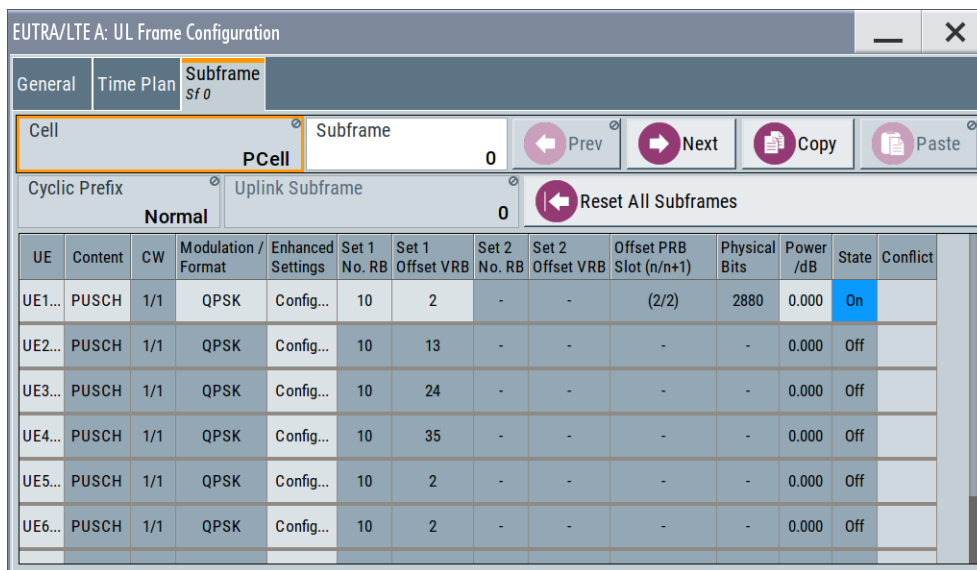 EUTRA/LTE A: UL Frame Configuration
General Time Plan Subframe
Sf 0
Cell PCell Subframe 0 Prev Next Copy Paste
Cyclic Prefix Normal Uplink Subframe 0 Reset All Subframes
UE Content CW Modulation / Format Enhanced Settings Set 1 No. RB Set 1 Offset VRB Set 2 No. RB Set 2 Offset VRB Offset PRB Slot (n/n+1) Physical Bits Power /dB State Conflict
UE1... PUSCH 1/1 QPSK Config... 10 2 - - (2/2) 2880 0.000 On
UE2... PUSCH 1/1 QPSK Config... 10 13 - - - - 0.000 Off
UE3... PUSCH 1/1 QPSK Config... 10 24 - - - - 0.000 Off
UE4... PUSCH 1/1 QPSK Config... 10 35 - - - - 0.000 Off
UE5... PUSCH 1/1 QPSK Config... 10 2 - - - - 0.000 Off
UE6... PUSCH 1/1 QPSK Config... 10 2 - - - - 0.000 Off